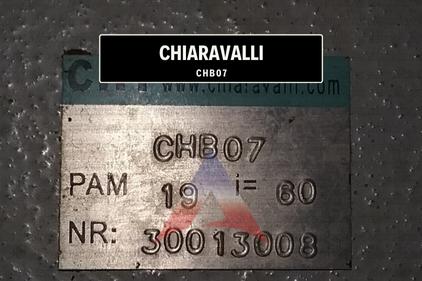 CHIARAVALLI
CHB07
www.chiaravalli.com
CHB07
PAM 19 i= 60
NR: 30013008